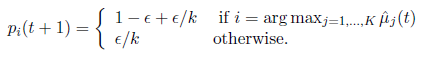 p_i(t + 1) = { 1 − ϵ + ϵ/k if i = arg max_{j=1,...,K} μ̂_j(t)
ϵ/k otherwise.